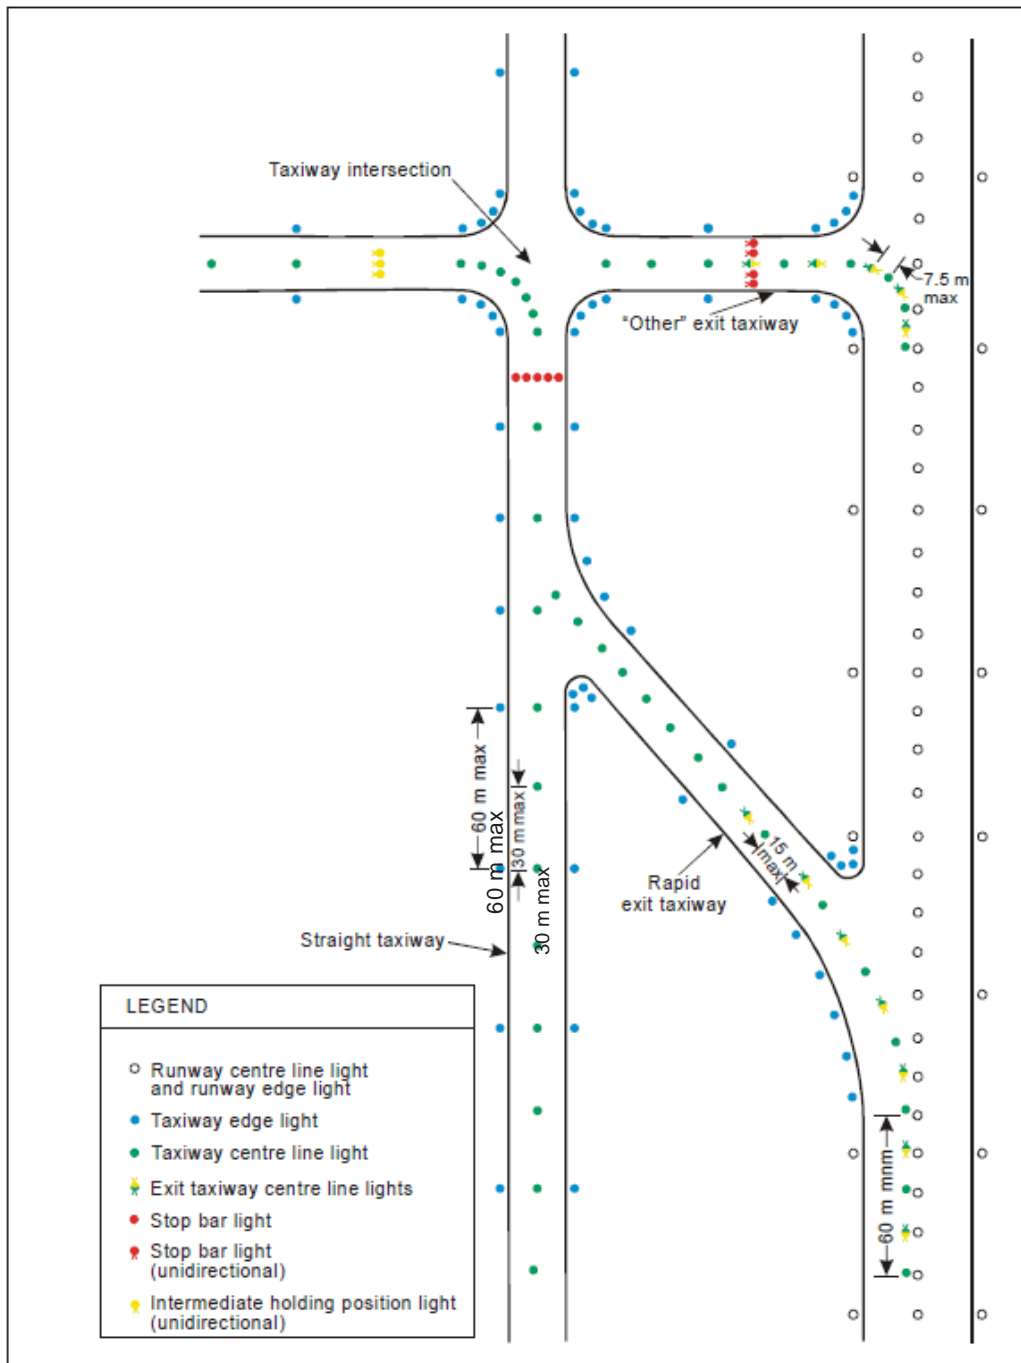 Taxiway intersection
7.5 m
max
"Other" exit taxiway
60 m max
30 m max
60 m max
30 m max
15 m
max
Rapid
exit taxiway
Straight taxiway
60 m mnm
LEGEND
Runway centre line light
and runway edge light
Taxiway edge light
Taxiway centre line light
Exit taxiway centre line lights
Stop bar light
Stop bar light
(unidirectional)
Intermediate holding position light
(unidirectional)